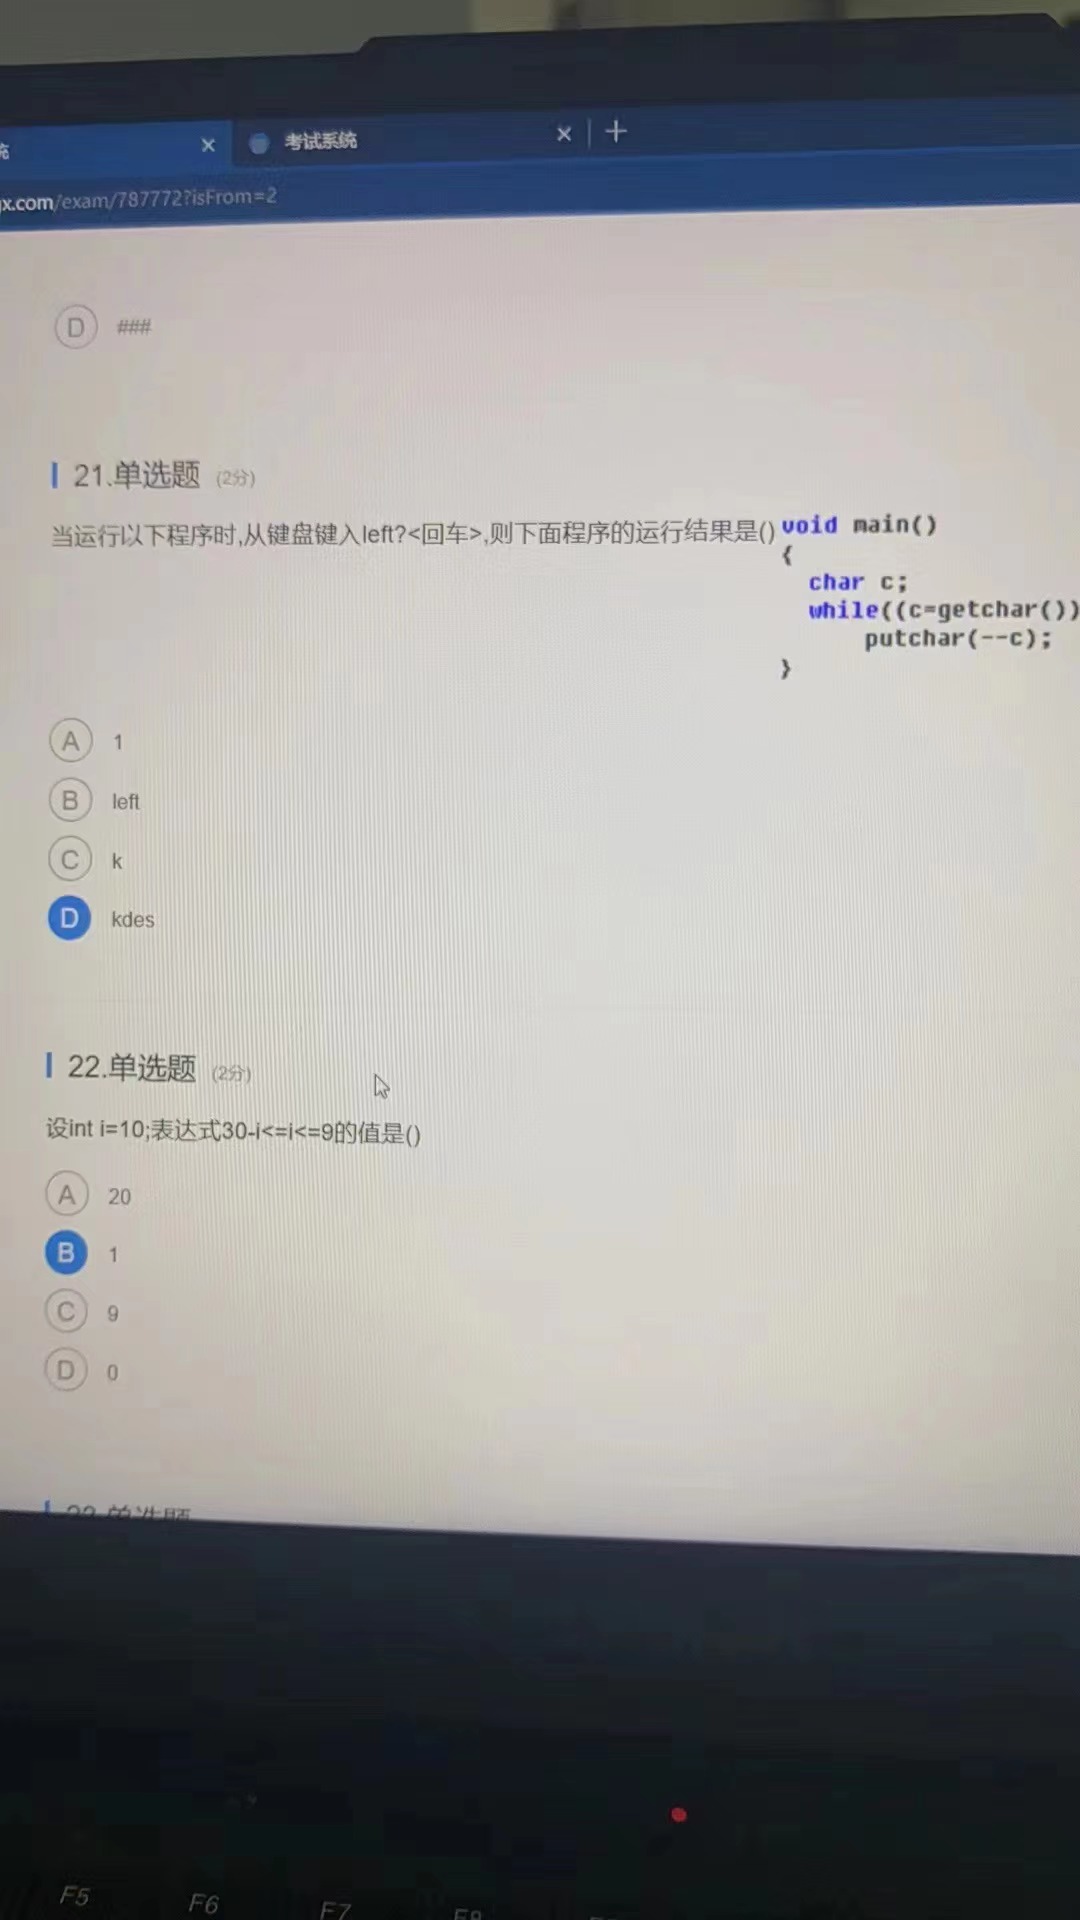 考试系统
x.com/exam/787772?isFrom=2
D ###
21.单选题 (2分)
当运行以下程序时,从键盘键入left?<回车>,则下面程序的运行结果是()
void main()
{
char c;
while((c=getchar())
putchar(--c);
}
A 1
B left
C k
D kdes
22.单选题 (2分)
设int i=10;表达式30-i<=i<=9的值是()
A 20
B 1
C 9
D 0
F5 F6 F7